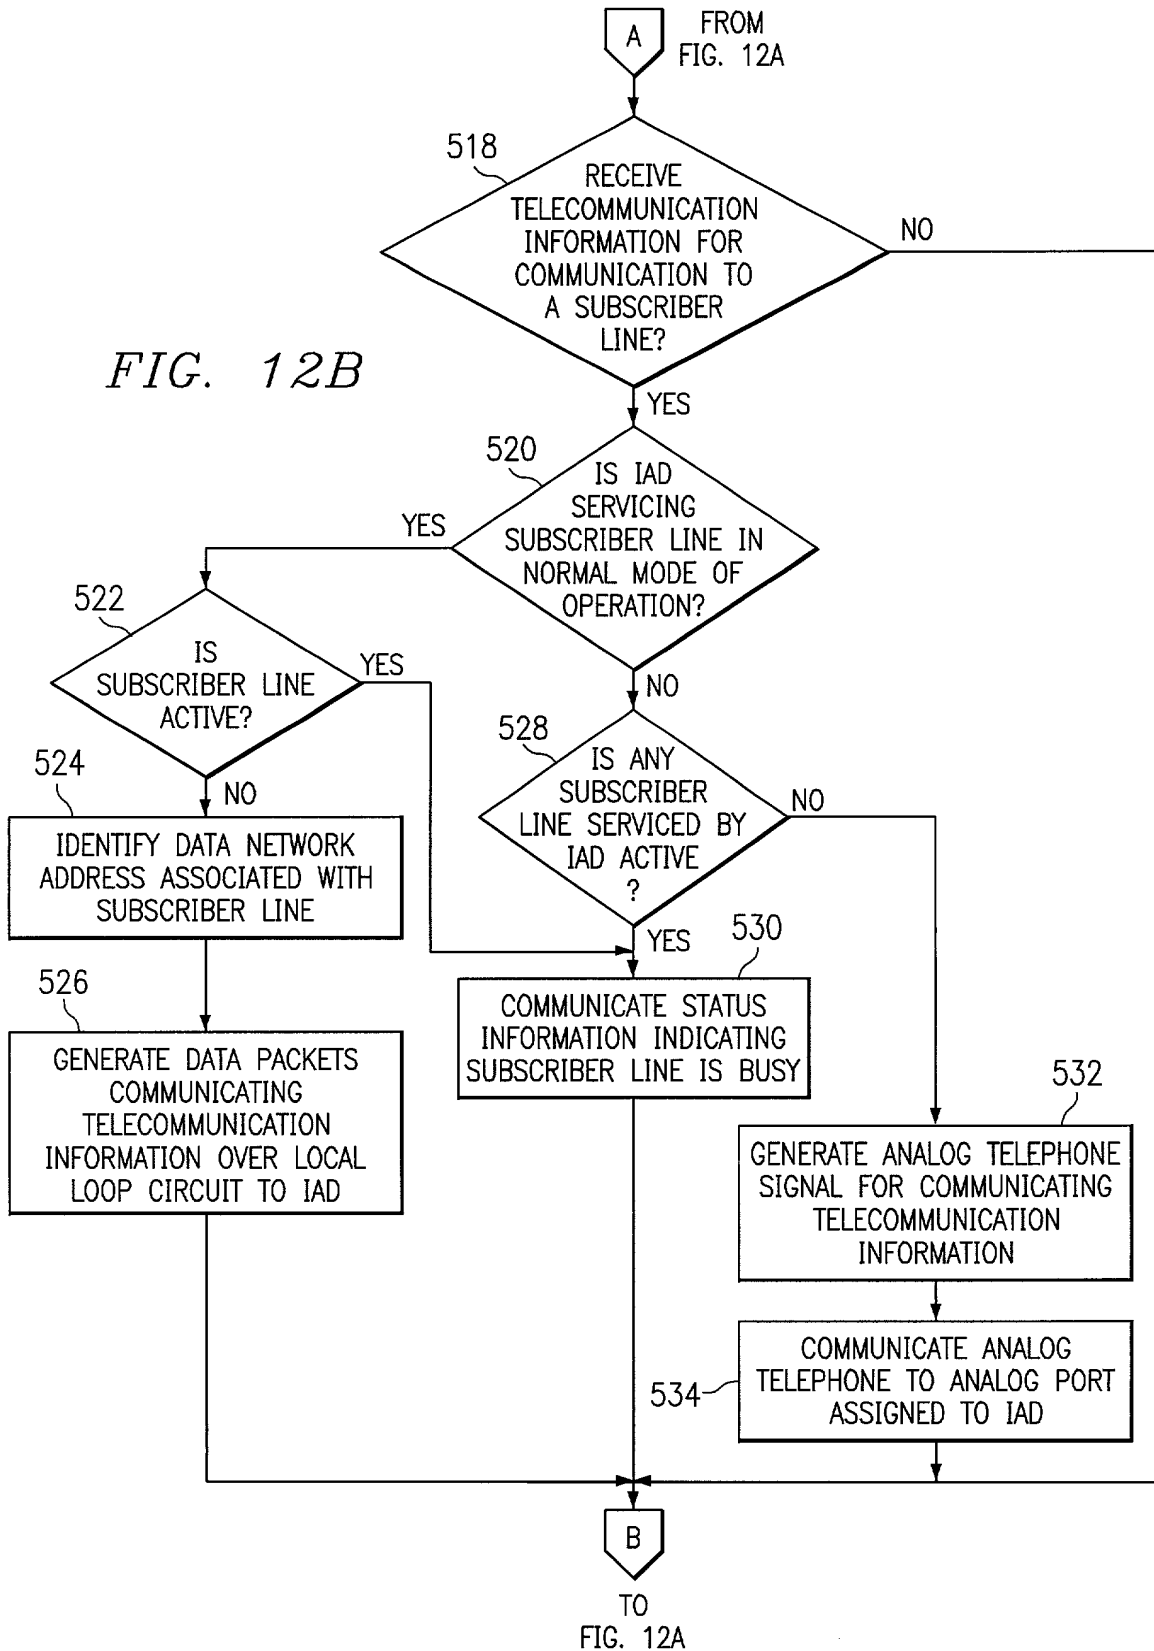 A
FROM
FIG. 12A
518
RECEIVE
TELECOMMUNICATION
INFORMATION FOR
COMMUNICATION TO
A SUBSCRIBER
LINE?
NO
FIG. 12B
YES
520
IS IAD
SERVICING
SUBSCRIBER LINE IN
NORMAL MODE OF
OPERATION?
YES
522
IS
SUBSCRIBER LINE
ACTIVE?
YES
NO
528
IS ANY
SUBSCRIBER
LINE SERVICED BY
IAD ACTIVE
?
NO
524
NO
IDENTIFY DATA NETWORK
ADDRESS ASSOCIATED WITH
SUBSCRIBER LINE
YES
530
COMMUNICATE STATUS
INFORMATION INDICATING
SUBSCRIBER LINE IS BUSY
526
GENERATE DATA PACKETS
COMMUNICATING
TELECOMMUNICATION
INFORMATION OVER LOCAL
LOOP CIRCUIT TO IAD
532
GENERATE ANALOG TELEPHONE
SIGNAL FOR COMMUNICATING
TELECOMMUNICATION
INFORMATION
534
COMMUNICATE ANALOG
TELEPHONE TO ANALOG PORT
ASSIGNED TO IAD
B
TO
FIG. 12A